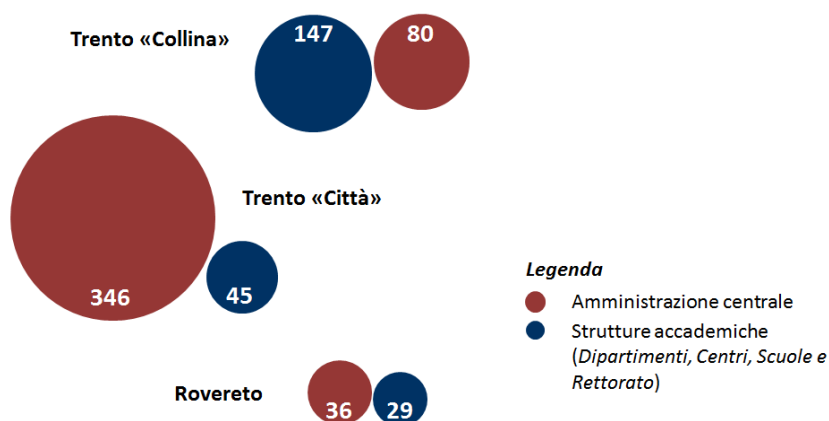 Trento «Collina»
147
80
Trento «Città»
346
45
Legenda
Amministrazione centrale
Strutture accademiche
(Dipartimenti, Centri, Scuole e
Rettorato)
Rovereto
36
29